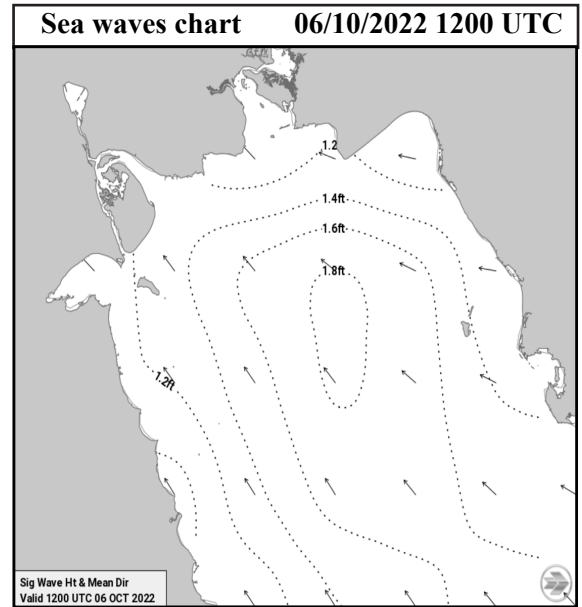 Sea waves chart 06/10/2022 1200 UTC
1.2
1.4ft
1.6ft
1.8ft
1.2ft
Sig Wave Ht & Mean Dir
Valid 1200 UTC 06 OCT 2022